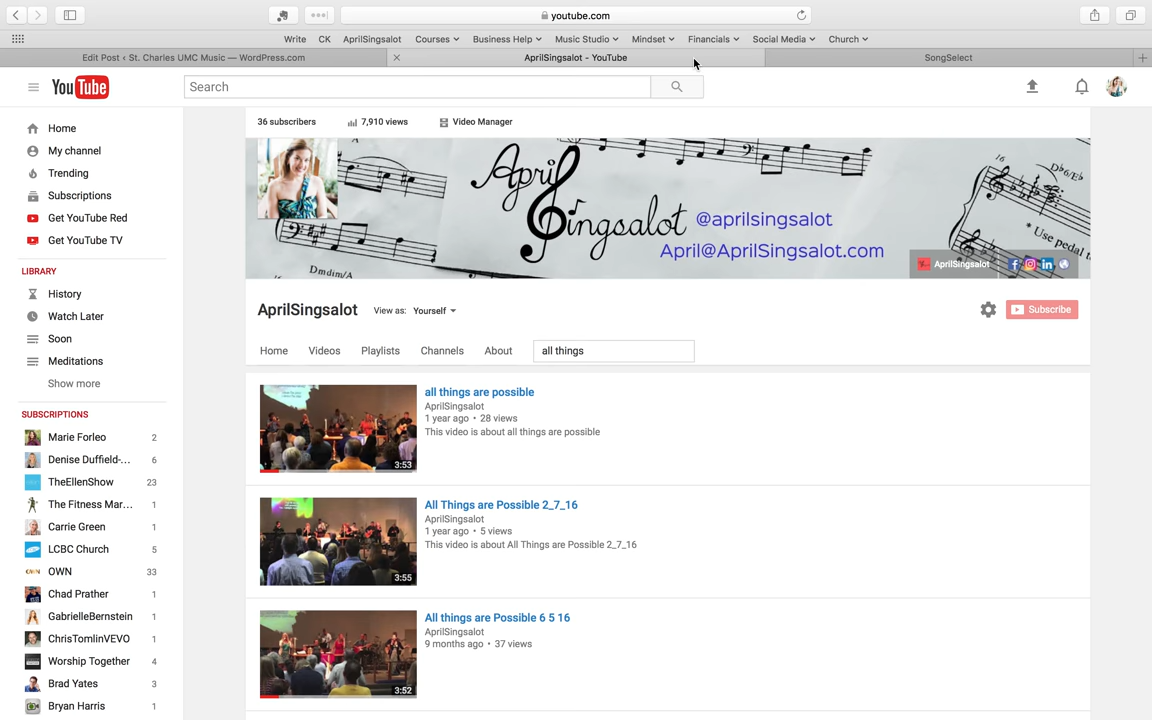 youtube.com
Write CK AprilSingsalot Courses Business Help Music Studio Mindset Financials Social Media Church
Edit Post ‹ St. Charles UMC Music — WordPress.com AprilSingsalot - YouTube SongSelect
YouTube Search
36 subscribers 7,910 views Video Manager
April Singsalot
@aprilsingsalot
April@AprilSingsalot.com
16
Db6/Eb
* Use pedal
Dmdim/A
A
16
AprilSingsalot
AprilSingsalot View as: Yourself
Subscribe
Home Videos Playlists Channels About all things
Home
My channel
Trending
Subscriptions
Get YouTube Red
Get YouTube TV
LIBRARY
History
Watch Later
Soon
Meditations
Show more
SUBSCRIPTIONS
Marie Forleo 2
Denise Duffield-... 6
TheEllenShow 23
The Fitness Mar... 1
Carrie Green 1
LCBC Church 5
OWN 33
Chad Prather 1
GabrielleBernstein 1
ChrisTomlinVEVO 1
Worship Together 4
Brad Yates 3
Bryan Harris 1
all things are possible
AprilSingsalot
1 year ago • 28 views
This video is about all things are possible
3:53
All Things are Possible 2_7_16
AprilSingsalot
1 year ago • 5 views
This video is about All Things are Possible 2_7_16
3:55
All things are Possible 6 5 16
AprilSingsalot
9 months ago • 37 views
3:52